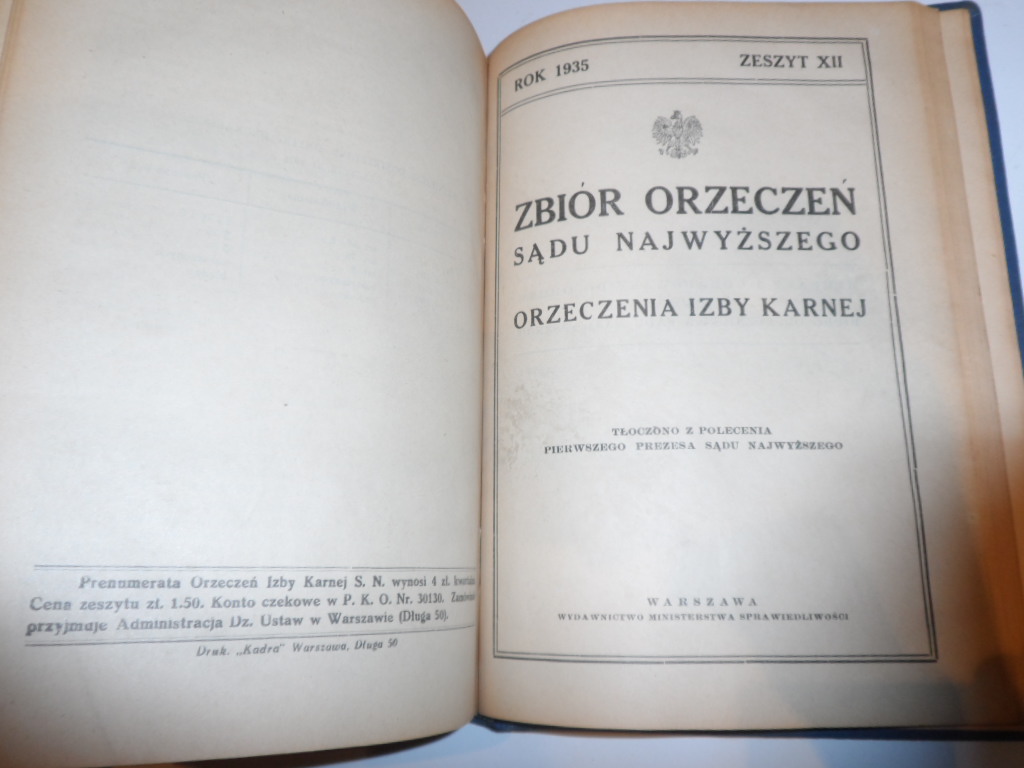 Prenumerata Orzeczeń Izby Karnej S. N. wynosi 4 zł.
Cena zeszytu zł. 1.50. Konto czekowe w P. K. O. Nr. 30130.
przyjmuje Administracja Dz. Ustaw w Warszawie (Długa 50).
Druk. „Kadra” Warszawa, Długa 50
ROK 1935 ZESZYT XII
ZBIÓR ORZECZEŃ
SĄDU NAJWYŻSZEGO
ORZECZENIA IZBY KARNEJ
TŁOCZONO Z POLECENIA
PIERWSZEGO PREZESA SĄDU NAJWYŻSZEGO
WARSZAWA
WYDAWNICTWO MINISTERSTWA SPRAWIEDLIWOŚCI